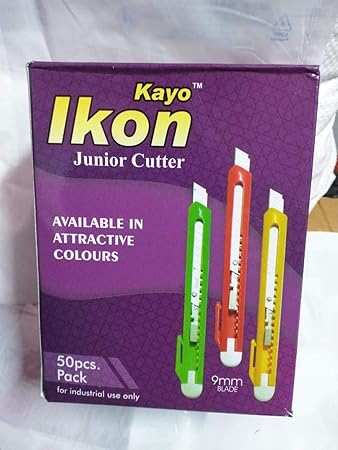 Kayo™
Ikon
Junior Cutter
AVAILABLE IN
ATTRACTIVE
COLOURS
50pcs.
Pack
for industrial use only
9mm
BLADE